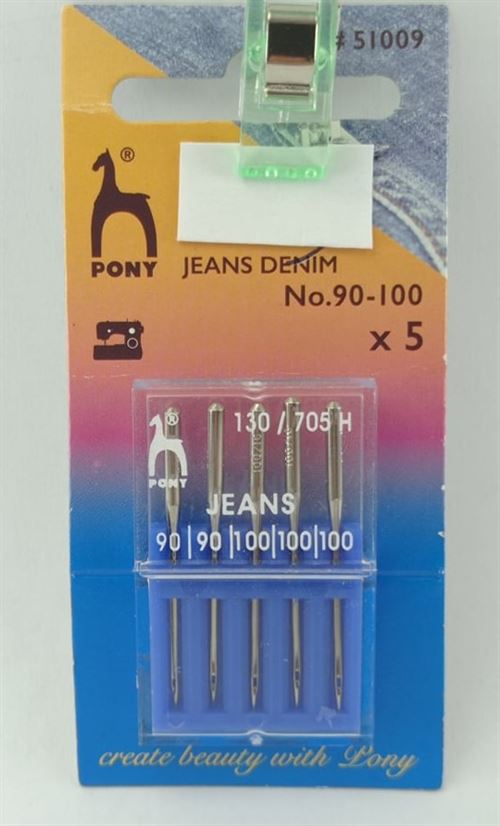 # 51009
®
PONY
JEANS DENIM
No.90-100
x 5
130 / 705 H
®
PONY
JEANS
90|90|100|100|100
create beauty with Pony